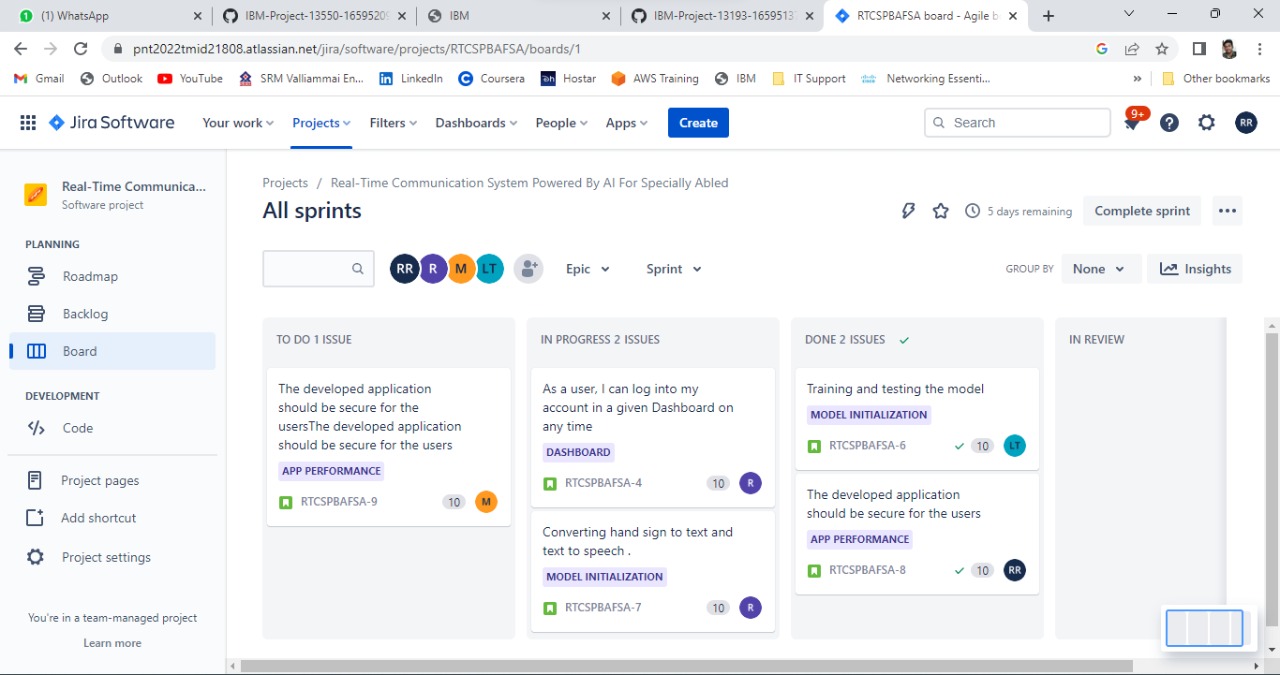 (1) WhatsApp
IBM-Project-13550-16595209
IBM
IBM-Project-13193-16595137
RTCSPBAFSA board - Agile b
pnt2022tmid21808.atlassian.net/jira/software/projects/RTCSPBAFSA/boards/1
Gmail Outlook YouTube SRM Valliammai En... LinkedIn Coursera Hostar AWS Training IBM IT Support Networking Essenti... » Other bookmarks
Jira Software Your work Projects Filters Dashboards People Apps Create Search 9+ RR
Real-Time Communica...
Software project
PLANNING
Roadmap
Backlog
Board
DEVELOPMENT
Code
Project pages
Add shortcut
Project settings
You're in a team-managed project
Learn more
Projects / Real-Time Communication System Powered By AI For Specially Abled
All sprints
5 days remaining Complete sprint
RR R M LT Epic Sprint GROUP BY None Insights
TO DO 1 ISSUE
The developed application
should be secure for the
usersThe developed application
should be secure for the users
APP PERFORMANCE
RTCSPBAFSA-9 10 M
IN PROGRESS 2 ISSUES
As a user, I can log into my
account in a given Dashboard on
any time
DASHBOARD
RTCSPBAFSA-4 10 R
Converting hand sign to text and
text to speech .
MODEL INITIALIZATION
RTCSPBAFSA-7 10 R
DONE 2 ISSUES
Training and testing the model
MODEL INITIALIZATION
RTCSPBAFSA-6 10 LT
The developed application
should be secure for the users
APP PERFORMANCE
RTCSPBAFSA-8 10 RR
IN REVIEW